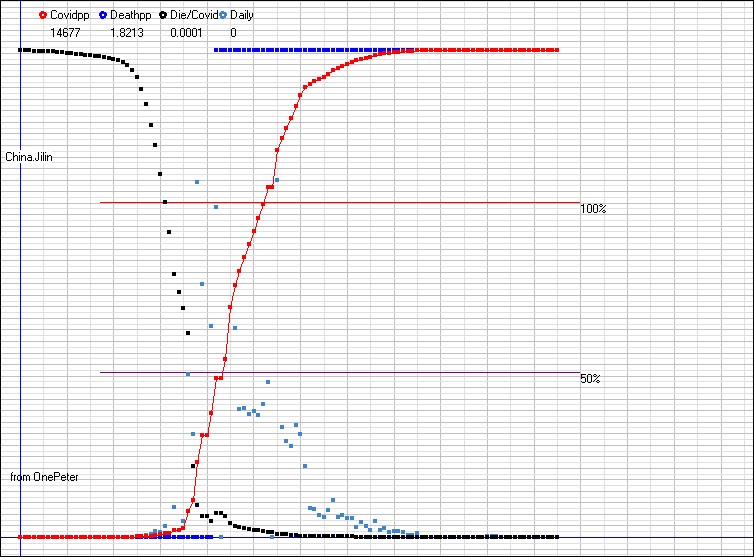 Covidpp Deathpp Die/Covid Daily
14677 1.8213 0.0001 0
China.Jilin
100%
50%
from OnePeter